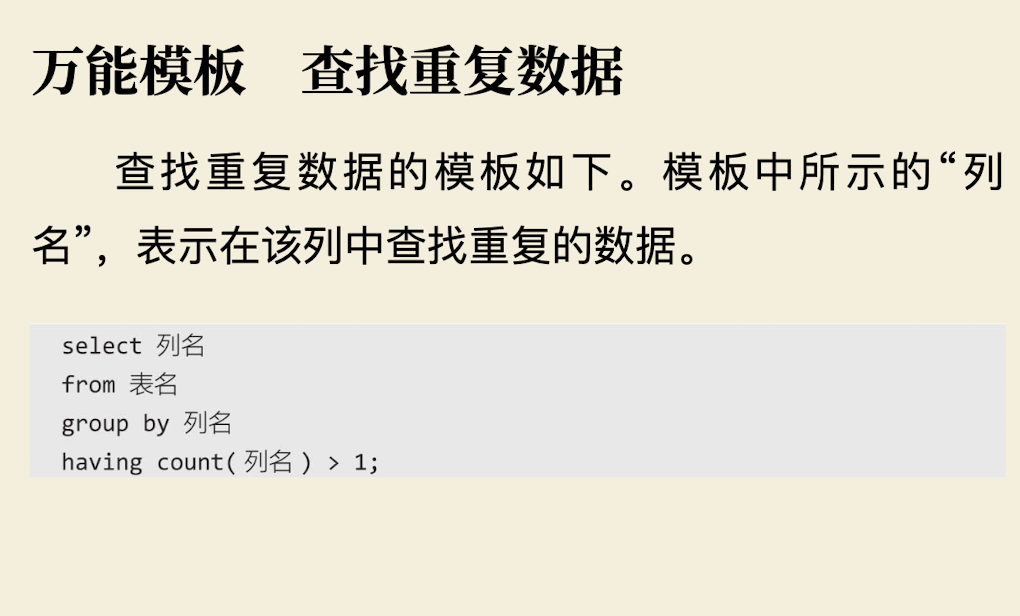 万能模板　查找重复数据
查找重复数据的模板如下。模板中所示的“列
名”，表示在该列中查找重复的数据。
select 列名
from 表名
group by 列名
having count(列名) > 1;